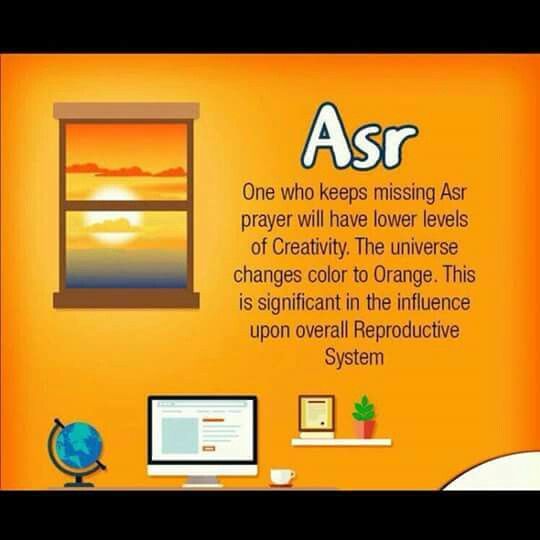 Asr
One who keeps missing Asr
prayer will have lower levels
of Creativity. The universe
changes color to Orange. This
is significant in the influence
upon overall Reproductive
System